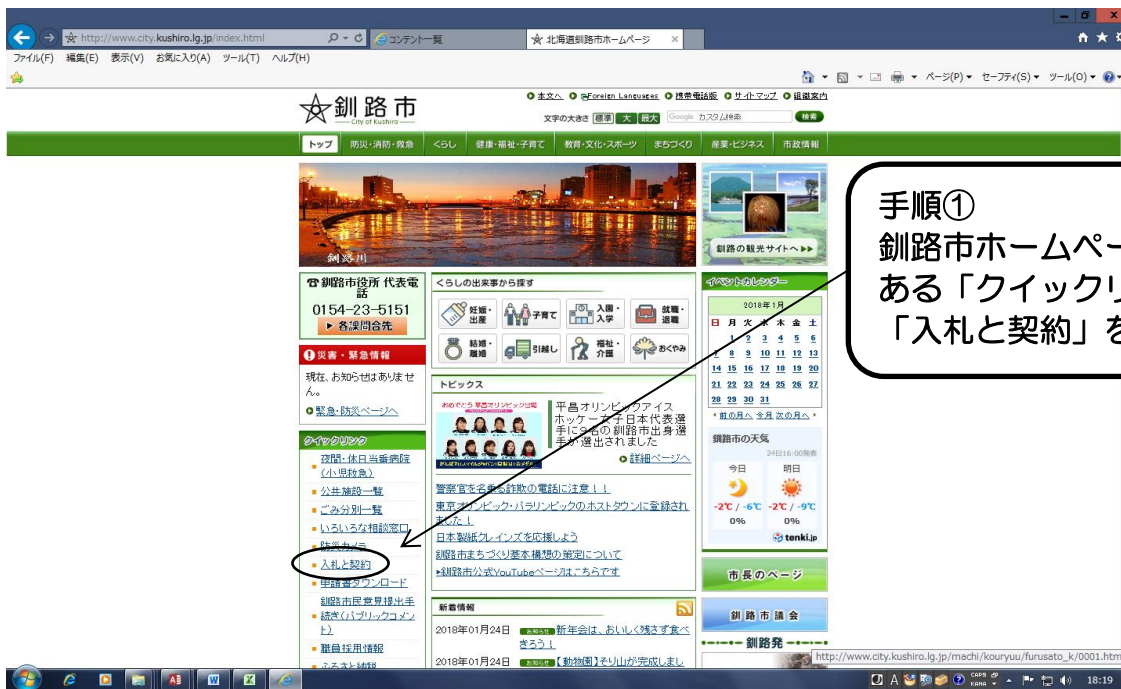 http://www.city.kushiro.lg.jp/index.html
コンテンツ一覧
北海道釧路市ホームページ
ファイル(F) 編集(E) 表示(V) お気に入り(A) ツール(T) ヘルプ(H)
ページ(P) セーフティ(S) ツール(O)
釧路市
City of Kushiro
本文へ Foreign Languages 携帯電話版 サイトマップ 組織案内
文字の大きさ 標準 大 最大 Google カスタム検索 検索
トップ 防災・消防・救急 くらし 健康・福祉・子育て 教育・文化・スポーツ まちづくり 産業・ビジネス 市政情報
釧路川
釧路の観光サイトへ▶▶
手順①
釧路市ホームペー
ある「クイックリ
「入札と契約」を
☎釧路市役所 代表電話
0154-23-5151
▶ 各課問合先
災害・緊急情報
現在、お知らせはありません。
緊急・防災ページへ
クイックリンク
夜間・休日当番病院
(小児救急)
公共施設一覧
ごみ分別一覧
いろいろな相談窓口
防災カメラ
入札と契約
申請書ダウンロード
釧路市民意見提出手
続き(パブリックコメン
ト)
職員採用情報
ふるさと納税
くらしの出来事から探す
妊娠・出産 子育て 入園・入学 就職・退職
結婚・離婚 引越し 福祉・介護 おくやみ
トピックス
平昌オリンピックアイス
ホッケー女子日本代表選
手に9名の釧路市出身選
手が選出されました
詳細ページへ
警察官を名乗る詐欺の電話に注意！！
東京オリンピック・パラリンピックのホストタウンに登録され
ました！
日本製紙クレインズを応援しよう
釧路市まちづくり基本構想の策定について
▶釧路市公式YouTubeページはこちらです
新着情報
2018年01月24日 お知らせ 新年会は、おいしく残さず食べ
きろう！
2018年01月24日 お知らせ 【動物園】そり山が完成しまし
イベントカレンダー
2018年1月
日 月 火 水 木 金 土
1 2 3 4 5 6
7 8 9 10 11 12 13
14 15 16 17 18 19 20
21 22 23 24 25 26 27
28 29 30 31
前の月へ 今月 次の月へ
釧路市の天気
24日16:00発表
今日 明日
-2℃ / -6℃ -2℃ / -9℃
0% 0%
tenki.jp
市長のページ
釧路市議会
釧路発
http://www.city.kushiro.lg.jp/machi/kouryuu/furusato_k/0001.htm
A CAPS KANA 18:19